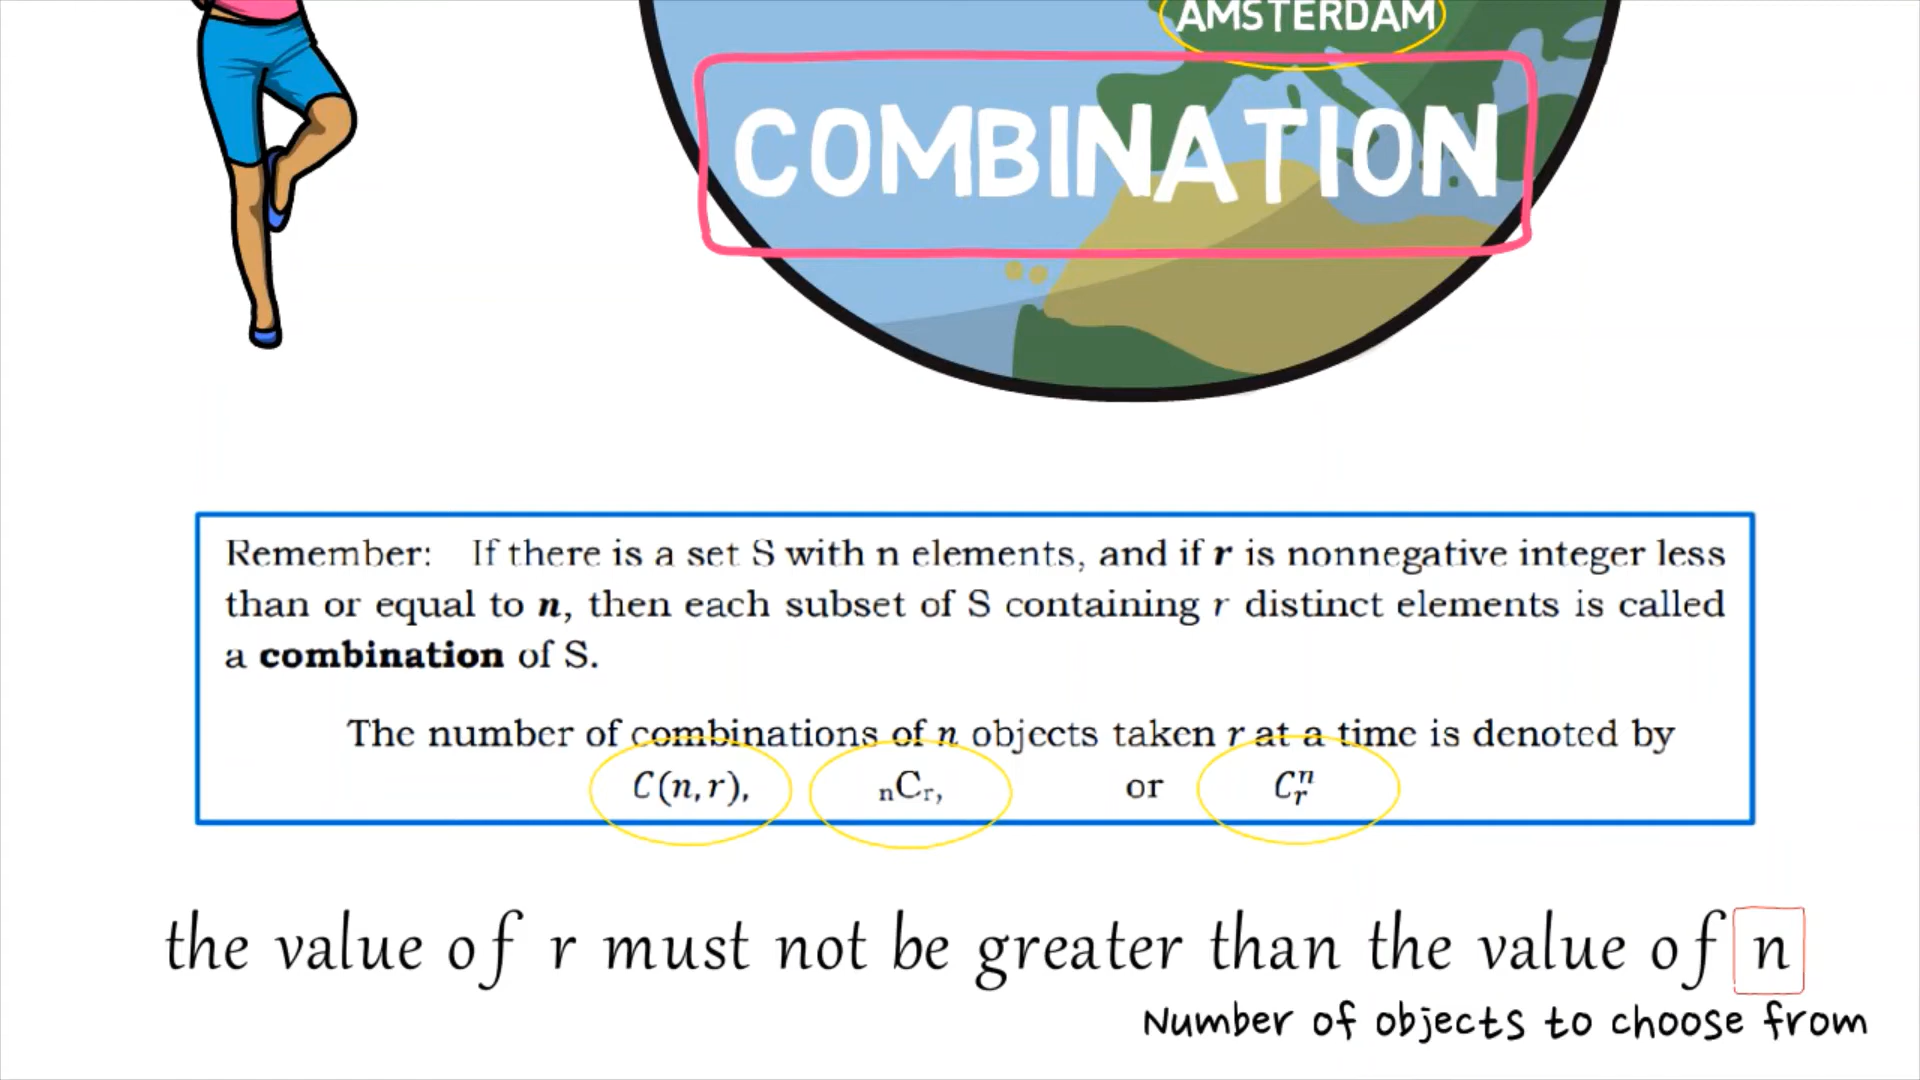 AMSTERDAM
COMBINATION
Remember: If there is a set S with n elements, and if r is nonnegative integer less
than or equal to n, then each subset of S containing r distinct elements is called
a combination of S.
The number of combinations of n objects taken r at a time is denoted by
C(n,r), nCr, or C^n_r
the value of r must not be greater than the value of n
Number of objects to choose from